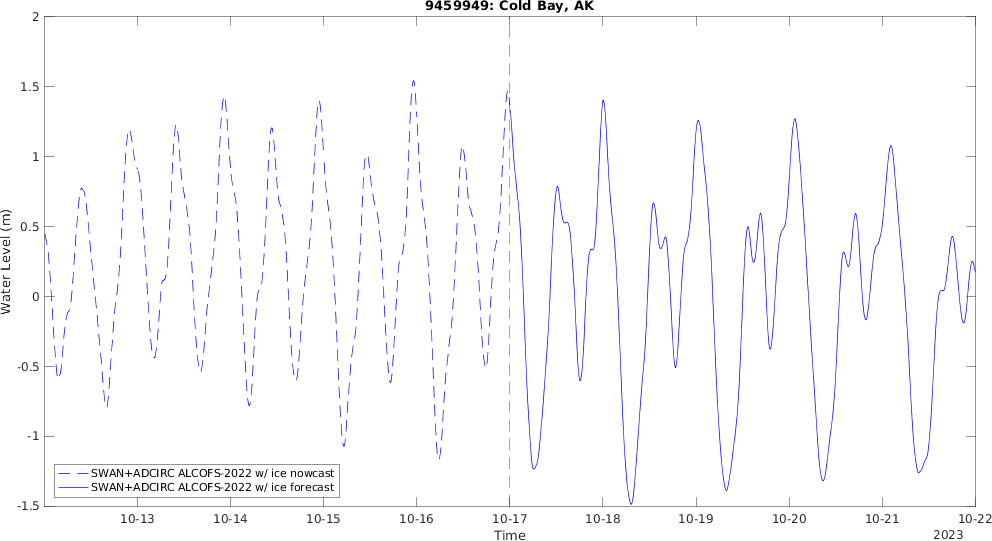 9459949: Cold Bay, AK
2
1.5
1
0.5
0
-0.5
-1
-1.5
Water Level (m)
SWAN+ADCIRC ALCOFS-2022 w/ ice nowcast
SWAN+ADCIRC ALCOFS-2022 w/ ice forecast
10-13 10-14 10-15 10-16 10-17 10-18 10-19 10-20 10-21 10-22
Time
2023